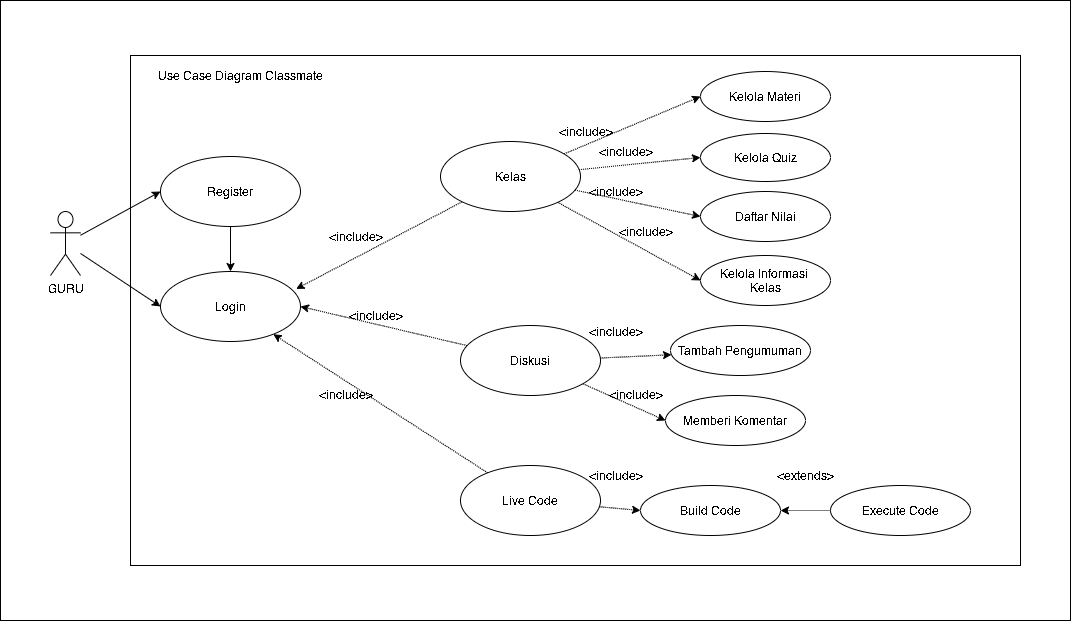 Use Case Diagram Classmate
Kelola Materi
<include>
<include>
Kelola Quiz
Kelas
Register
<include>
Daftar Nilai
<include>
<include>
Kelola Informasi
Kelas
GURU
Login
<include>
<include>
Diskusi
Tambah Pengumuman
<include>
<include>
Memberi Komentar
<include>
<extends>
Live Code
Build Code
Execute Code